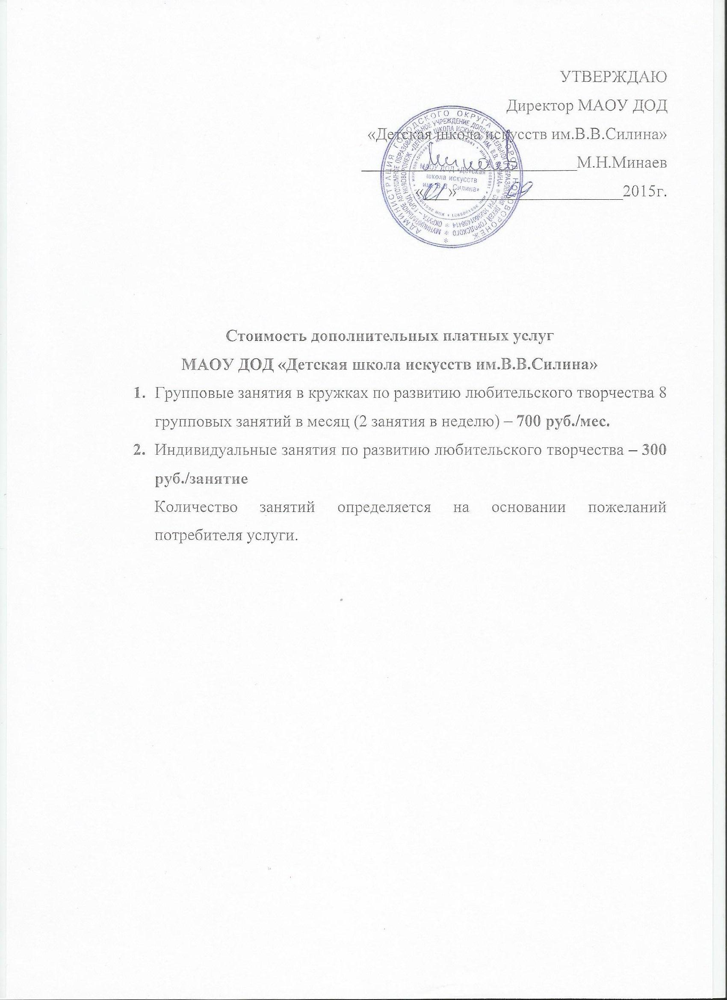 УТВЕРЖДАЮ
Директор МАОУ ДОД
«Детская школа искусств им.В.В.Силина»
М.Н.Минаев
«01» 09 2015г.
АДМИНИСТРАЦИЯ ГОРОДСКОГО ОКРУГА ГОРОД НОВОВОРОНЕЖ
МУНИЦИПАЛЬНОЕ АВТОНОМНОЕ ОБРАЗОВАТЕЛЬНОЕ УЧРЕЖДЕНИЕ ДОПОЛНИТЕЛЬНОГО ОБРАЗОВАНИЯ ДЕТЕЙ ГОРОДСКОГО
ОКРУГА – ГОРОД НОВОВОРОНЕЖ «ДЕТСКАЯ ШКОЛА ИСКУССТВ ИМ. В.В. СИЛИНА» * ОГРН
МАОУ ДОД «Детская
школа искусств
им. В.В. Силина»
Стоимость дополнительных платных услуг
МАОУ ДОД «Детская школа искусств им.В.В.Силина»
1. Групповые занятия в кружках по развитию любительского творчества 8
групповых занятий в месяц (2 занятия в неделю) – 700 руб./мес.
2. Индивидуальные занятия по развитию любительского творчества – 300
руб./занятие
Количество занятий определяется на основании пожеланий
потребителя услуги.